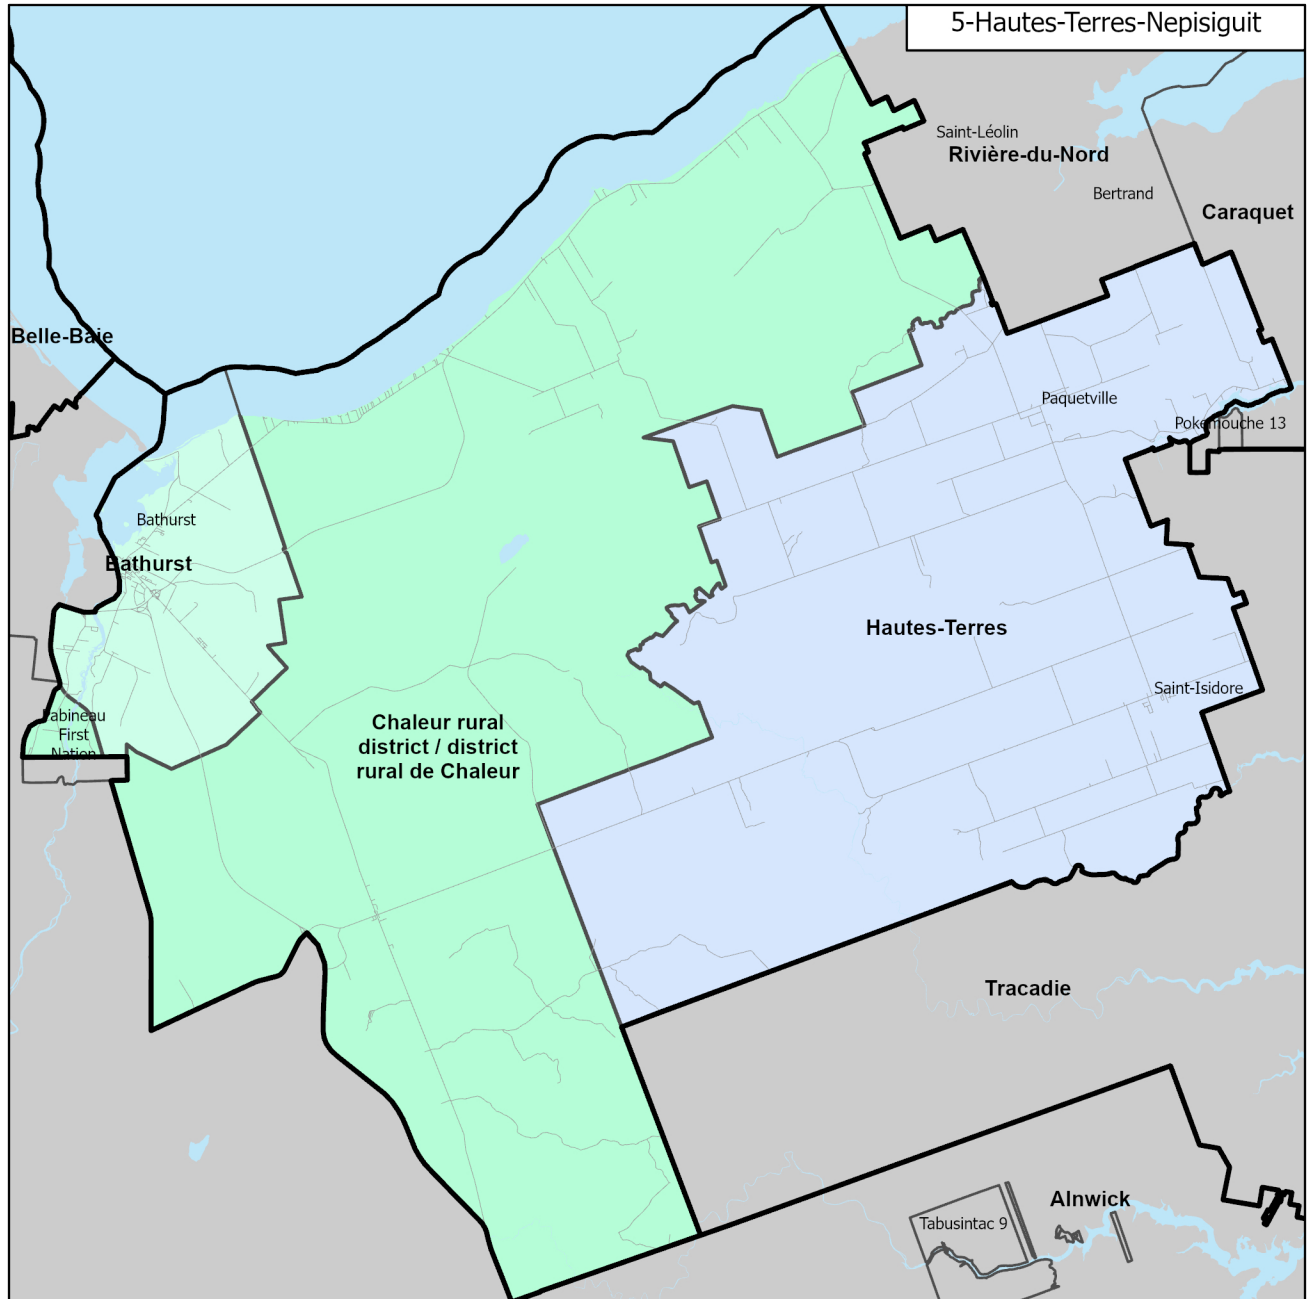 5-Hautes-Terres-Nepisiguit
Saint-Léolin
Rivière-du-Nord
Bertrand
Caraquet
Belle-Baie
Paquetville
Pokemouche 13
Bathurst
Bathurst
Hautes-Terres
Saint-Isidore
Pabineau
First
Nation
Chaleur rural
district / district
rural de Chaleur
Tracadie
Alnwick
Tabusintac 9